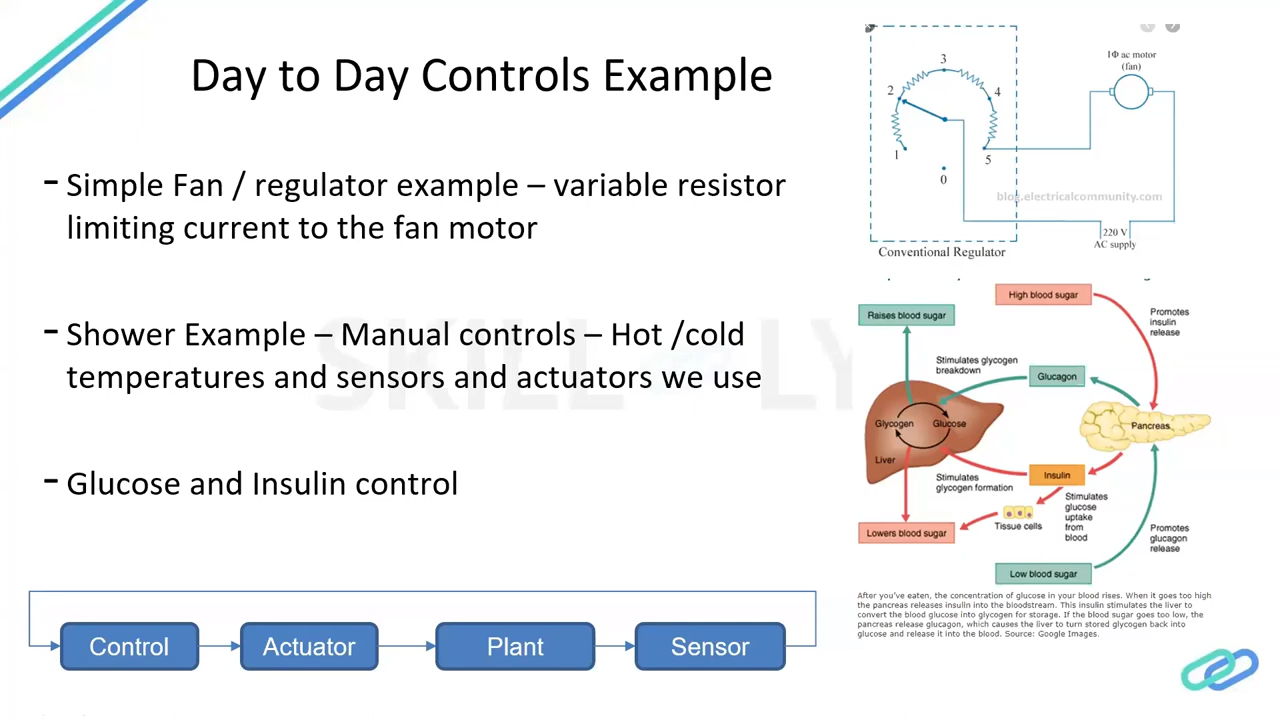 Day to Day Controls Example
- Simple Fan / regulator example – variable resistor
limiting current to the fan motor
- Shower Example – Manual controls – Hot /cold
temperatures and sensors and actuators we use
- Glucose and Insulin control
Control
Actuator
Plant
Sensor
1Φ ac motor
(fan)
3
2
4
1
5
0
blog.electricalcommunity.com
220 V
AC supply
Conventional Regulator
High blood sugar
Raises blood sugar
Promotes
insulin
release
Stimulates glycogen
breakdown
Glucagon
Glycogen
Glucose
Pancreas
Liver
Insulin
Stimulates
glycogen formation
Stimulates
glucose
uptake
from
blood
Tissue cells
Lowers blood sugar
Promotes
glucagon
release
Low blood sugar
After you've eaten, the concentration of glucose in your blood rises. When it goes too high
the pancreas releases insulin into the bloodstream. This insulin stimulates the liver to
convert the blood glucose into glycogen for storage. If the blood sugar goes too low, the
pancreas release glucagon, which causes the liver to turn stored glycogen back into
glucose and release it into the blood. Source: Google Images.